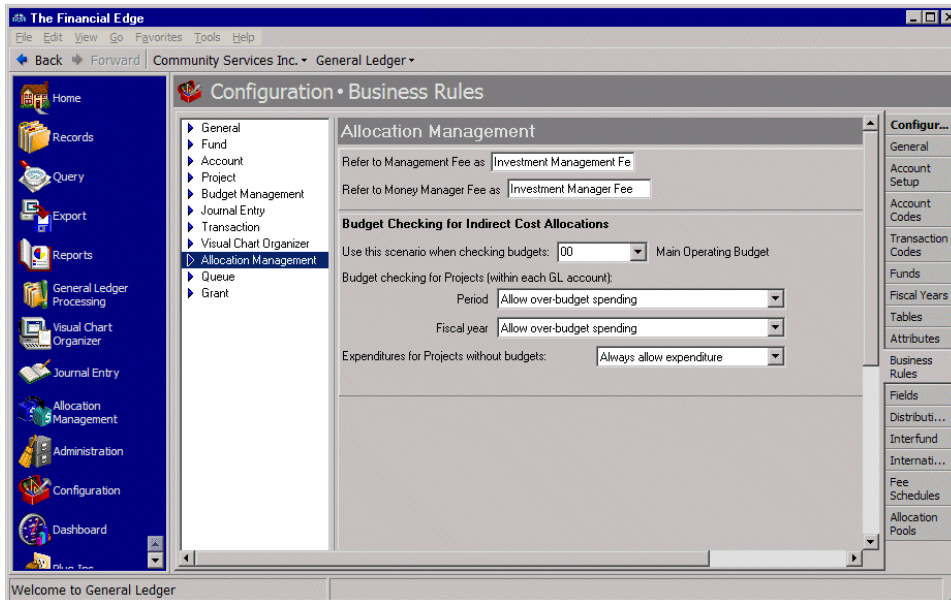 The Financial Edge
File Edit View Go Favorites Tools Help
Back Forward Community Services Inc. General Ledger
Configuration • Business Rules
Home
Records
Query
Export
Reports
General Ledger
Processing
Visual Chart
Organizer
Journal Entry
Allocation
Management
Administration
Configuration
Dashboard
Plug-Ins
General
Fund
Account
Project
Budget Management
Journal Entry
Transaction
Visual Chart Organizer
Allocation Management
Queue
Grant
Allocation Management
Refer to Management Fee as Investment Management Fe
Refer to Money Manager Fee as Investment Manager Fee
Budget Checking for Indirect Cost Allocations
Use this scenario when checking budgets: 00 Main Operating Budget
Budget checking for Projects (within each GL account):
Period Allow over-budget spending
Fiscal year Allow over-budget spending
Expenditures for Projects without budgets: Always allow expenditure
Configur...
General
Account
Setup
Account
Codes
Transaction
Codes
Funds
Fiscal Years
Tables
Attributes
Business
Rules
Fields
Distributi...
Interfund
Internati...
Fee
Schedules
Allocation
Pools
Welcome to General Ledger